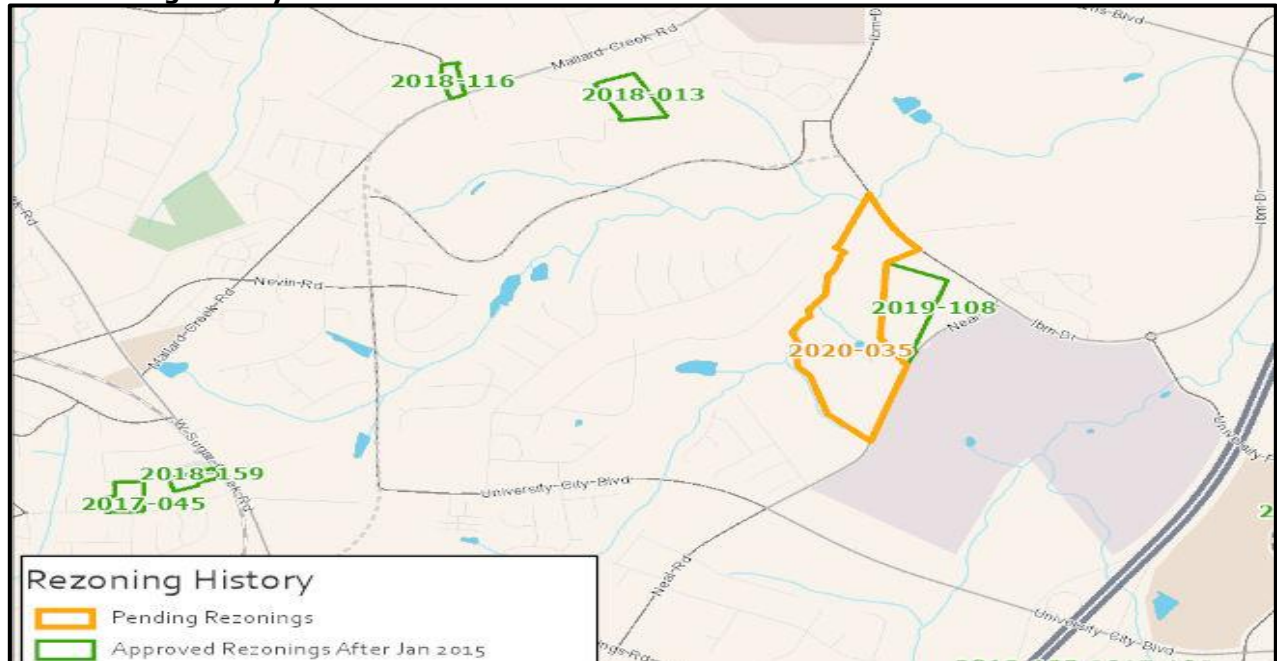 Mallard-Creek-Rd
Ibm-D
2018-116
2018-013
Nevin-Rd
Ibm-Dr
2019-108
Neal
Ibm-Dr
Mallard-Creek-Rd
2020-035
2018-159
2017-045
University-City-Blvd
Neal-Rd
University-City-Blvd
Rezoning History
Pending Rezonings
Approved Rezonings After Jan 2015